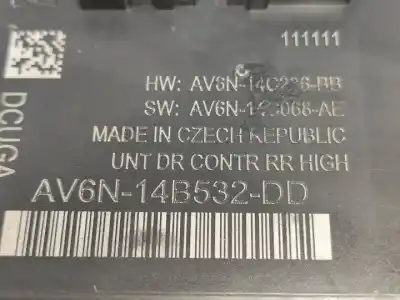 111111
HW: AV6N-14C236-BB
SW: AV6N-14C068-AE
MADE IN CZECH REPUBLIC
UNT DR CONTR RR HIGH
AV6N-14B532-DD
DCUGA